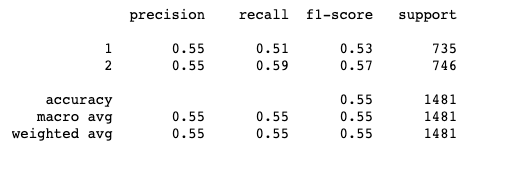 precision recall f1-score support
1 0.55 0.51 0.53 735
2 0.55 0.59 0.57 746
accuracy 0.55 1481
macro avg 0.55 0.55 0.55 1481
weighted avg 0.55 0.55 0.55 1481